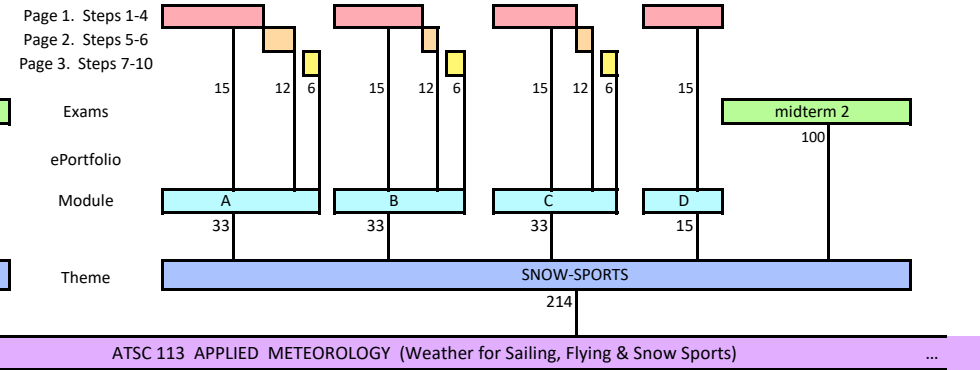 Page 1. Steps 1-4
Page 2. Steps 5-6
Page 3. Steps 7-10
15 12 6 15 12 6 15 12 6 15
Exams midterm 2
100
ePortfolio
Module A B C D
33 33 33 15
Theme SNOW-SPORTS
214
ATSC 113 APPLIED METEOROLOGY (Weather for Sailing, Flying & Snow Sports) ...